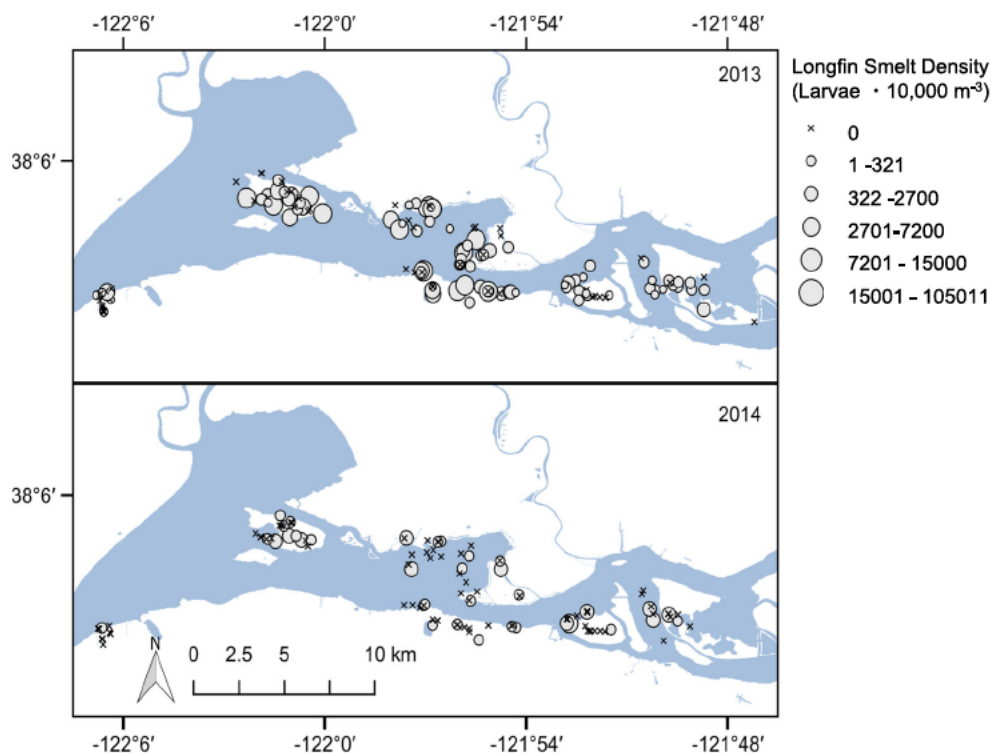 -122°6′ -122°0′ -121°54′ -121°48′
2013
Longfin Smelt Density
(Larvae · 10,000 m⁻³)
× 0
1 -321
322 -2700
2701-7200
7201 - 15000
15001 - 105011
38°6′
2014
38°6′
N
0 2.5 5 10 km
-122°6′ -122°0′ -121°54′ -121°48′